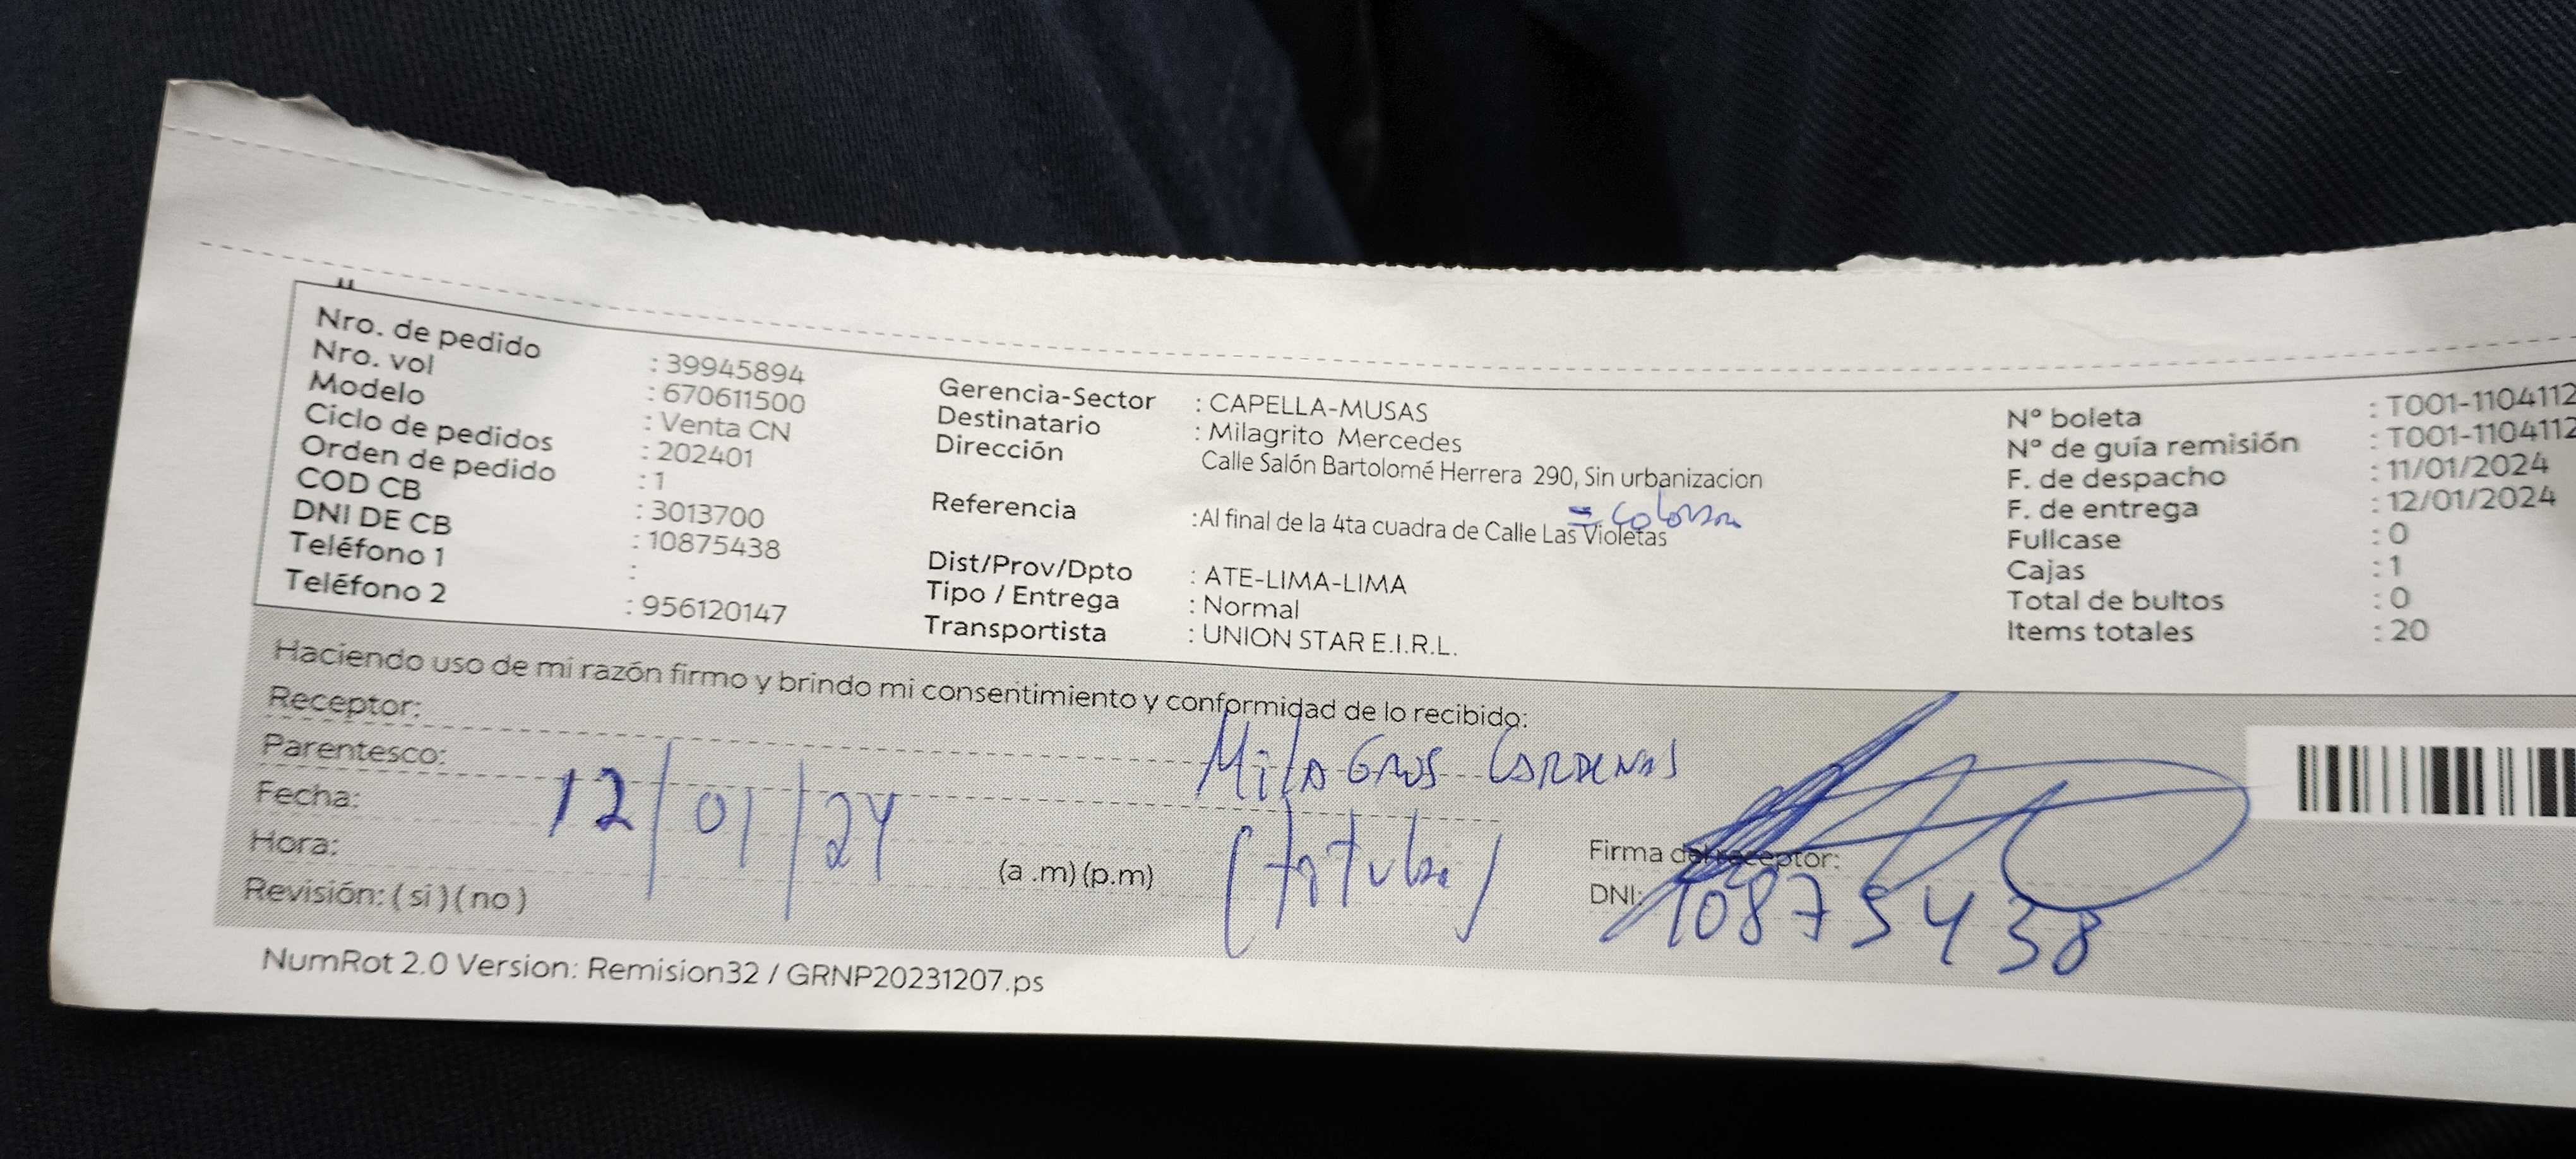 Nro. de pedido : 39945894
Nro. vol : 670611500
Modelo : Venta CN
Ciclo de pedidos : 202401
Orden de pedido : 1
COD CB : 3013700
DNI DE CB : 10875438
Teléfono 1 :
Teléfono 2 : 956120147
Gerencia-Sector : CAPELLA-MUSAS
Destinatario : Milagrito Mercedes
Dirección Calle Salón Bartolomé Herrera 290, Sin urbanizacion
Referencia :Al final de la 4ta cuadra de Calle Las Violetas
Dist/Prov/Dpto : ATE-LIMA-LIMA
Tipo / Entrega : Normal
Transportista : UNION STAR E.I.R.L.
N° boleta : T001-1104112
N° de guía remisión : T001-1104112
F. de despacho : 11/01/2024
F. de entrega : 12/01/2024
Fullcase : 0
Cajas : 1
Total de bultos : 0
Items totales : 20
Haciendo uso de mi razón firmo y brindo mi consentimiento y conformidad de lo recibido:
Receptor: MilAGROS CARDENAS
Parentesco:
Fecha: 12/01/24
Hora: (a .m) (p.m)
Revisión: ( si ) ( no )
Firma del receptor:
DNI: 10875438
NumRot 2.0 Version: Remision32 / GRNP20231207.ps